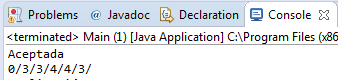 Problems @ Javadoc Declaration Console
<terminated> Main (1) [Java Application] C:\Program Files (x86
Aceptada
0/3/3/4/4/3/